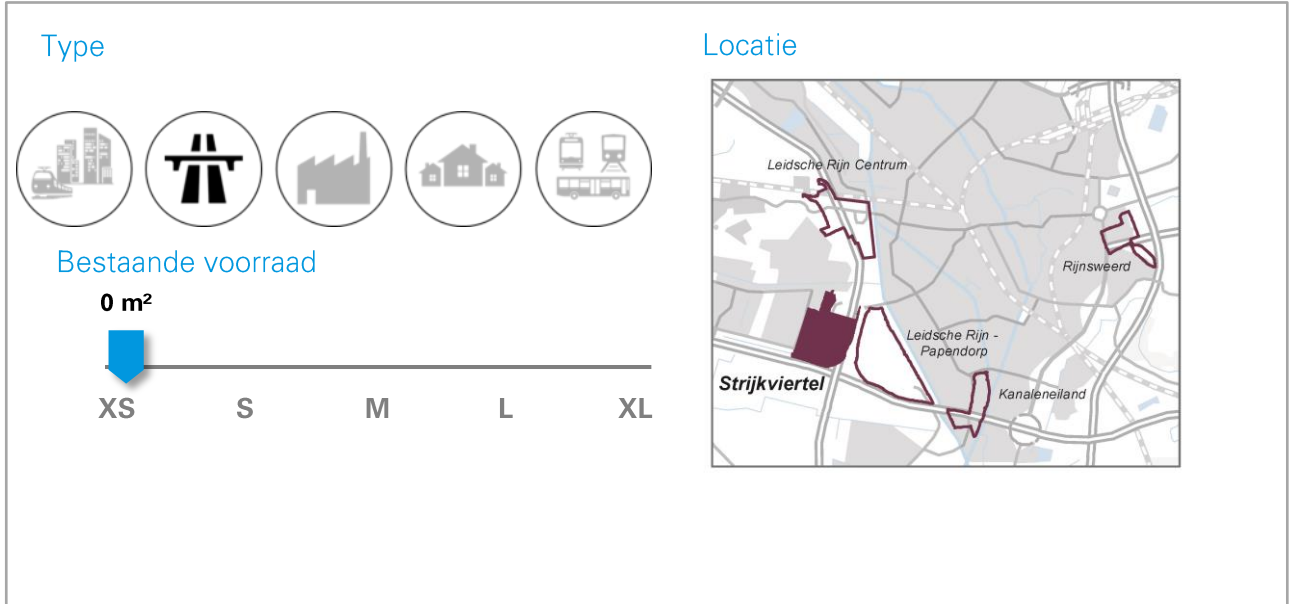 Type
Bestaande voorraad
0 m²
XS S M L XL
Locatie
Leidsche Rijn Centrum
Rijnsweerd
Leidsche Rijn -
Papendorp
Strijkviertel
Kanaleneiland